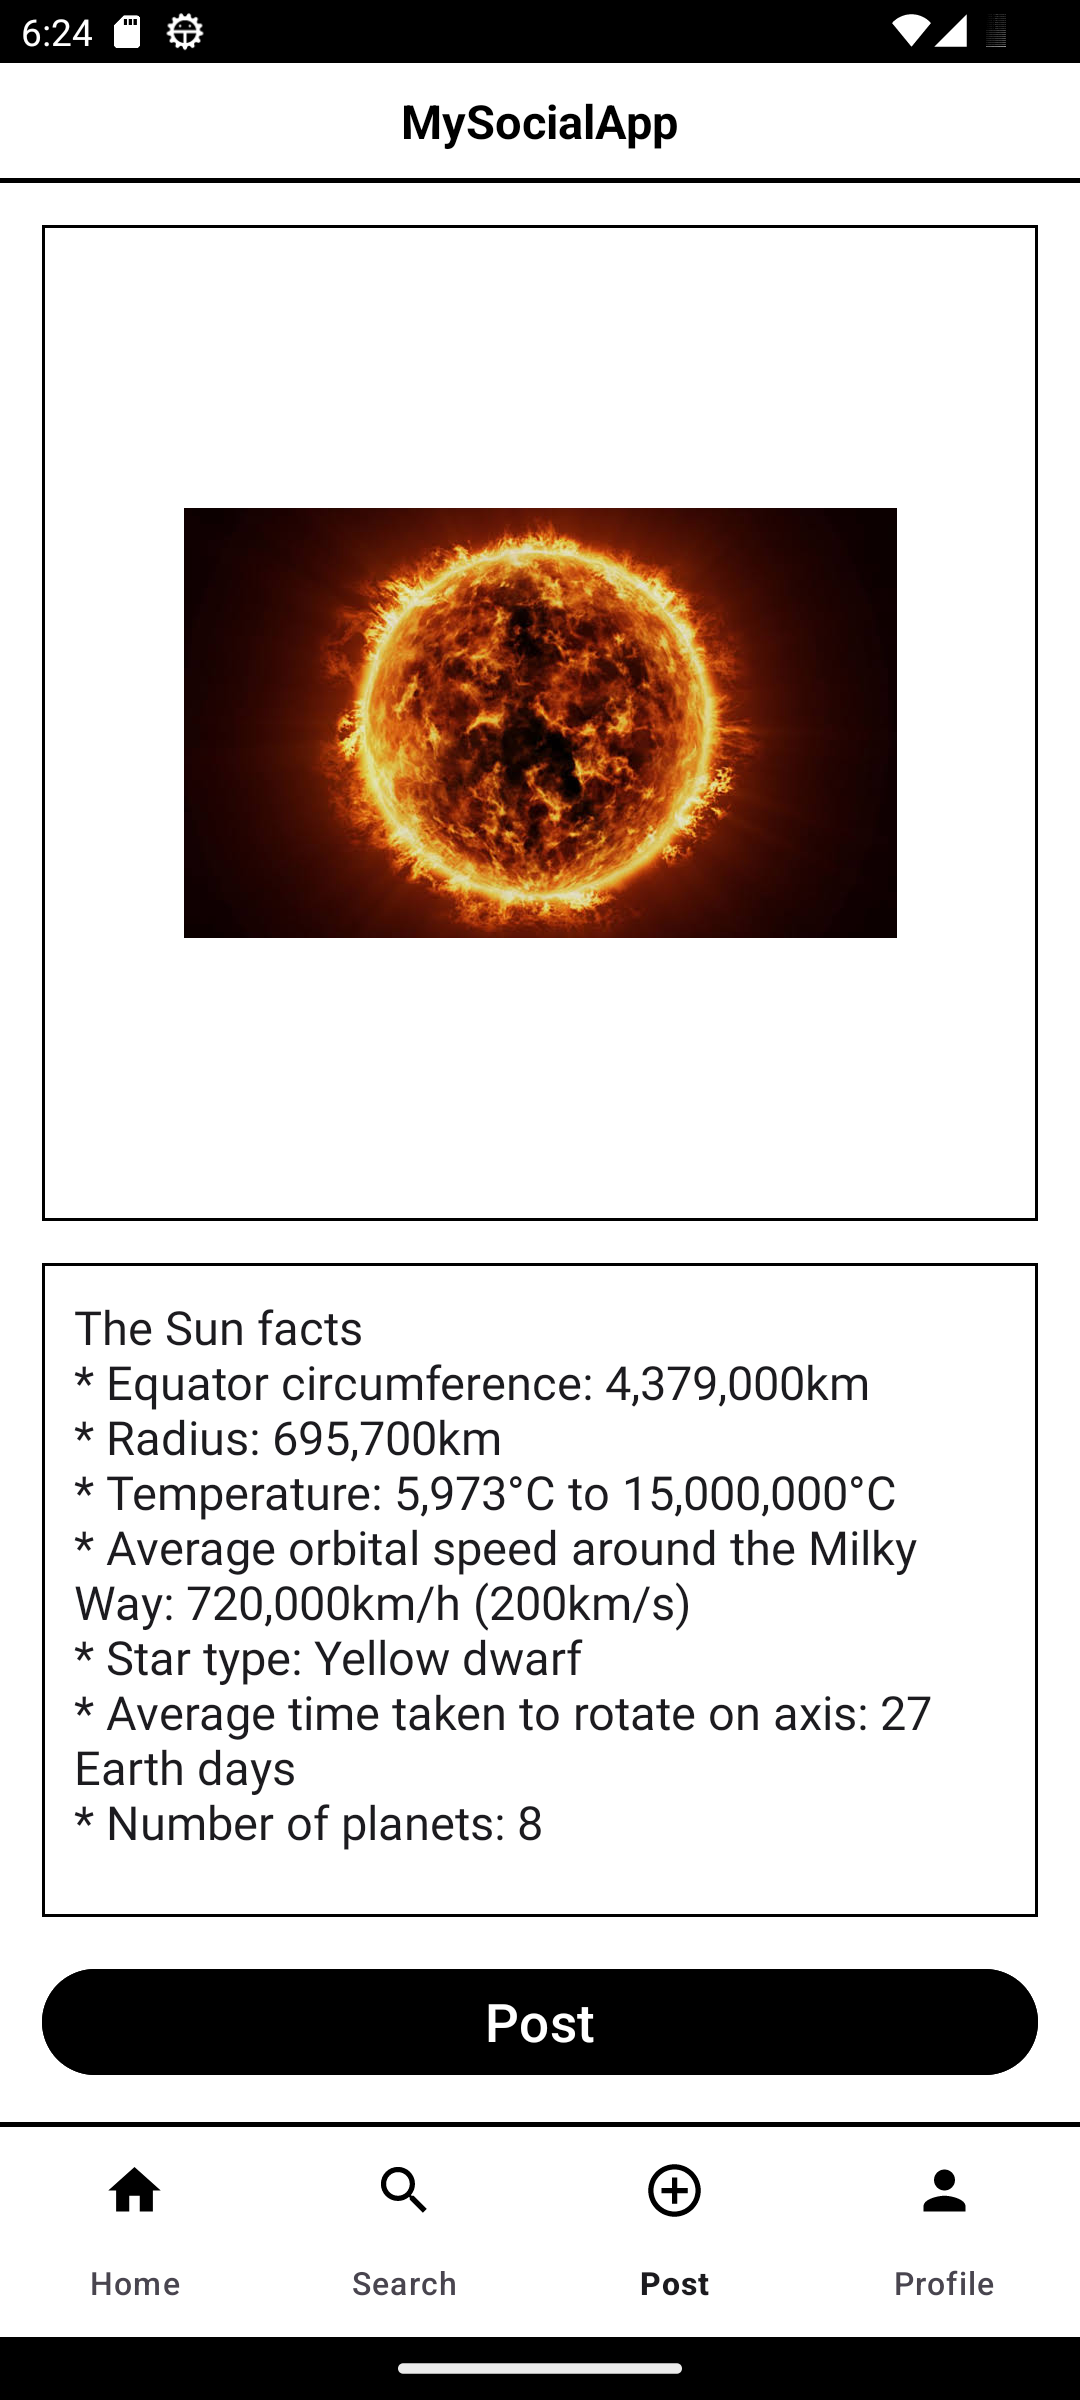 6:24
MySocialApp
The Sun facts
* Equator circumference: 4,379,000km
* Radius: 695,700km
* Temperature: 5,973°C to 15,000,000°C
* Average orbital speed around the Milky
Way: 720,000km/h (200km/s)
* Star type: Yellow dwarf
* Average time taken to rotate on axis: 27
Earth days
* Number of planets: 8
Post
Home Search Post Profile